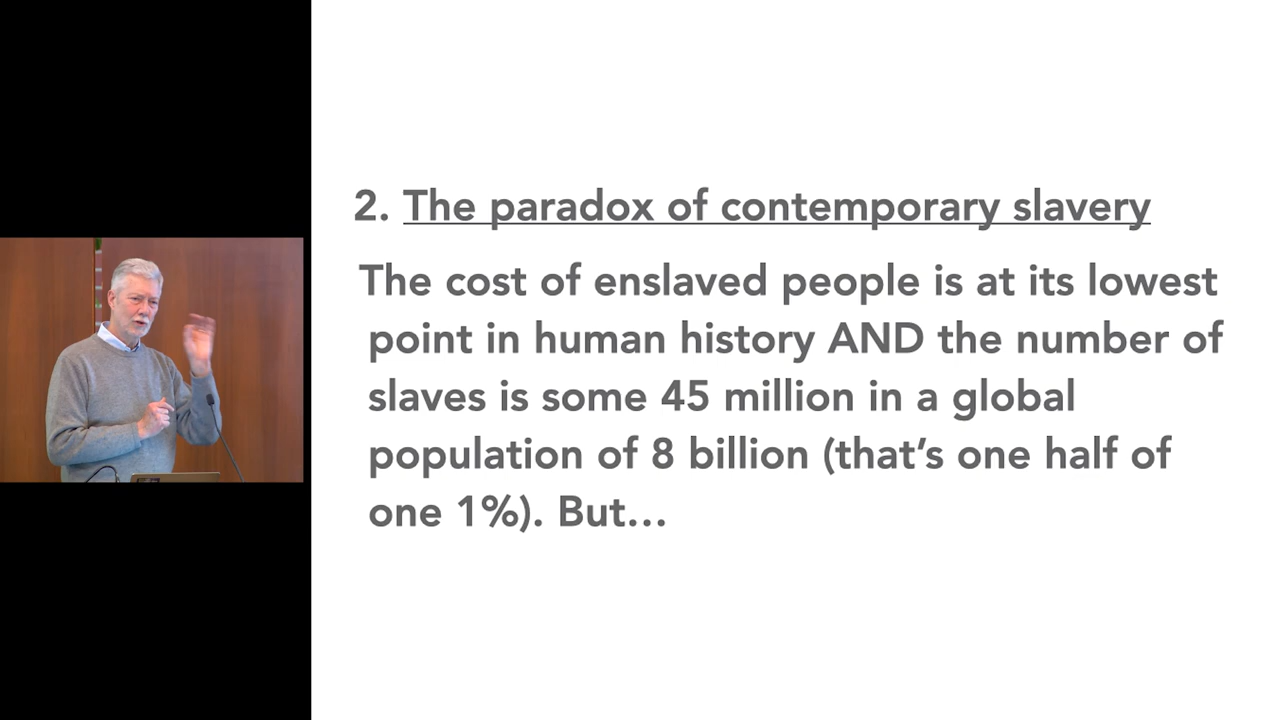 2. The paradox of contemporary slavery
The cost of enslaved people is at its lowest
point in human history AND the number of
slaves is some 45 million in a global
population of 8 billion (that’s one half of
one 1%). But…